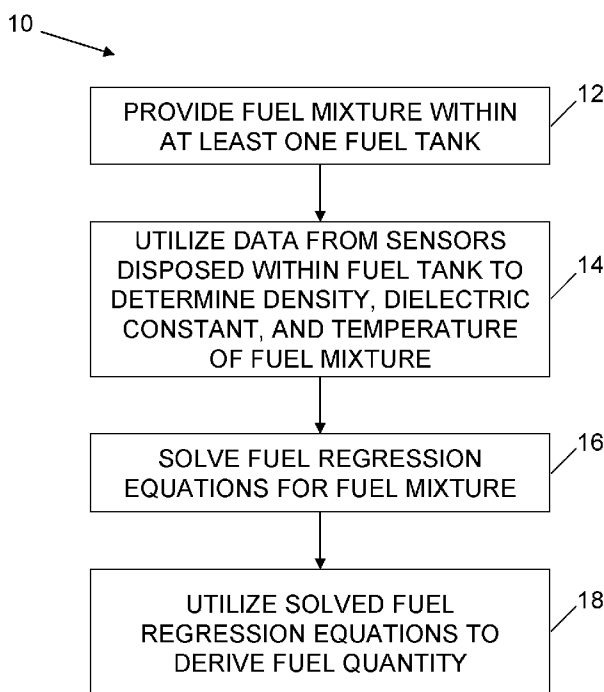 10
PROVIDE FUEL MIXTURE WITHIN
AT LEAST ONE FUEL TANK
12
UTILIZE DATA FROM SENSORS
DISPOSED WITHIN FUEL TANK TO
DETERMINE DENSITY, DIELECTRIC
CONSTANT, AND TEMPERATURE
OF FUEL MIXTURE
14
SOLVE FUEL REGRESSION
EQUATIONS FOR FUEL MIXTURE
16
UTILIZE SOLVED FUEL
REGRESSION EQUATIONS TO
DERIVE FUEL QUANTITY
18